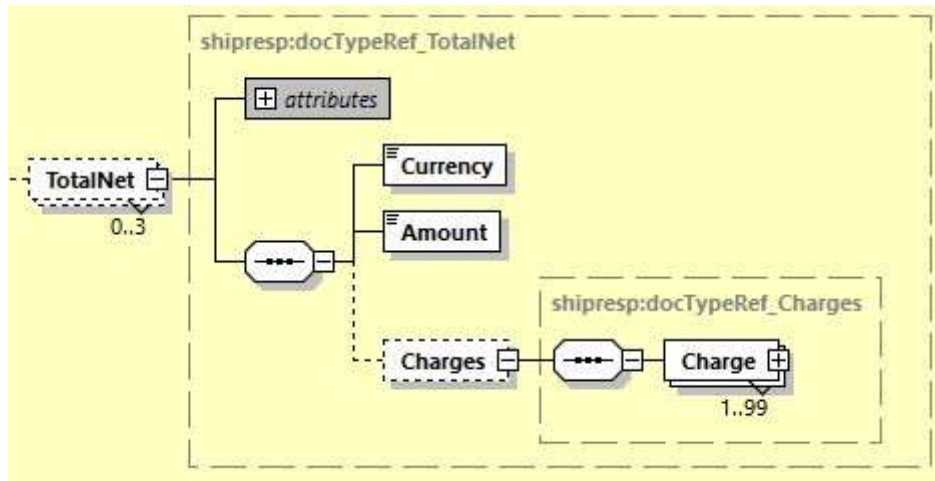 shipresp:docTypeRef_TotalNet
attributes
Currency
TotalNet
0..3
Amount
shipresp:docTypeRef_Charges
Charges
Charge
1..99